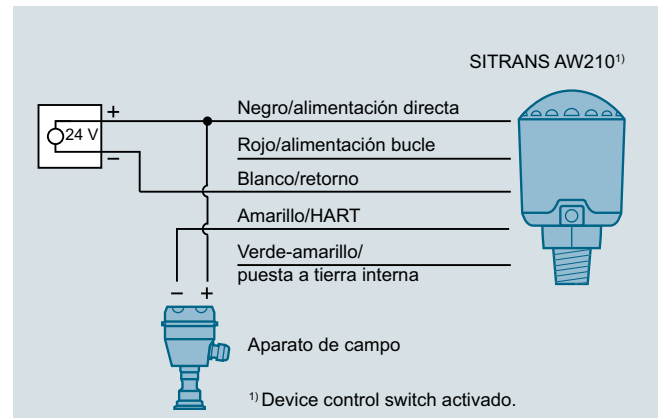 SITRANS AW210¹⁾
+
Negro/alimentación directa
24 V
Rojo/alimentación bucle
–
Blanco/retorno
Amarillo/HART
Verde-amarillo/
puesta a tierra interna
– +
Aparato de campo
¹⁾ Device control switch activado.